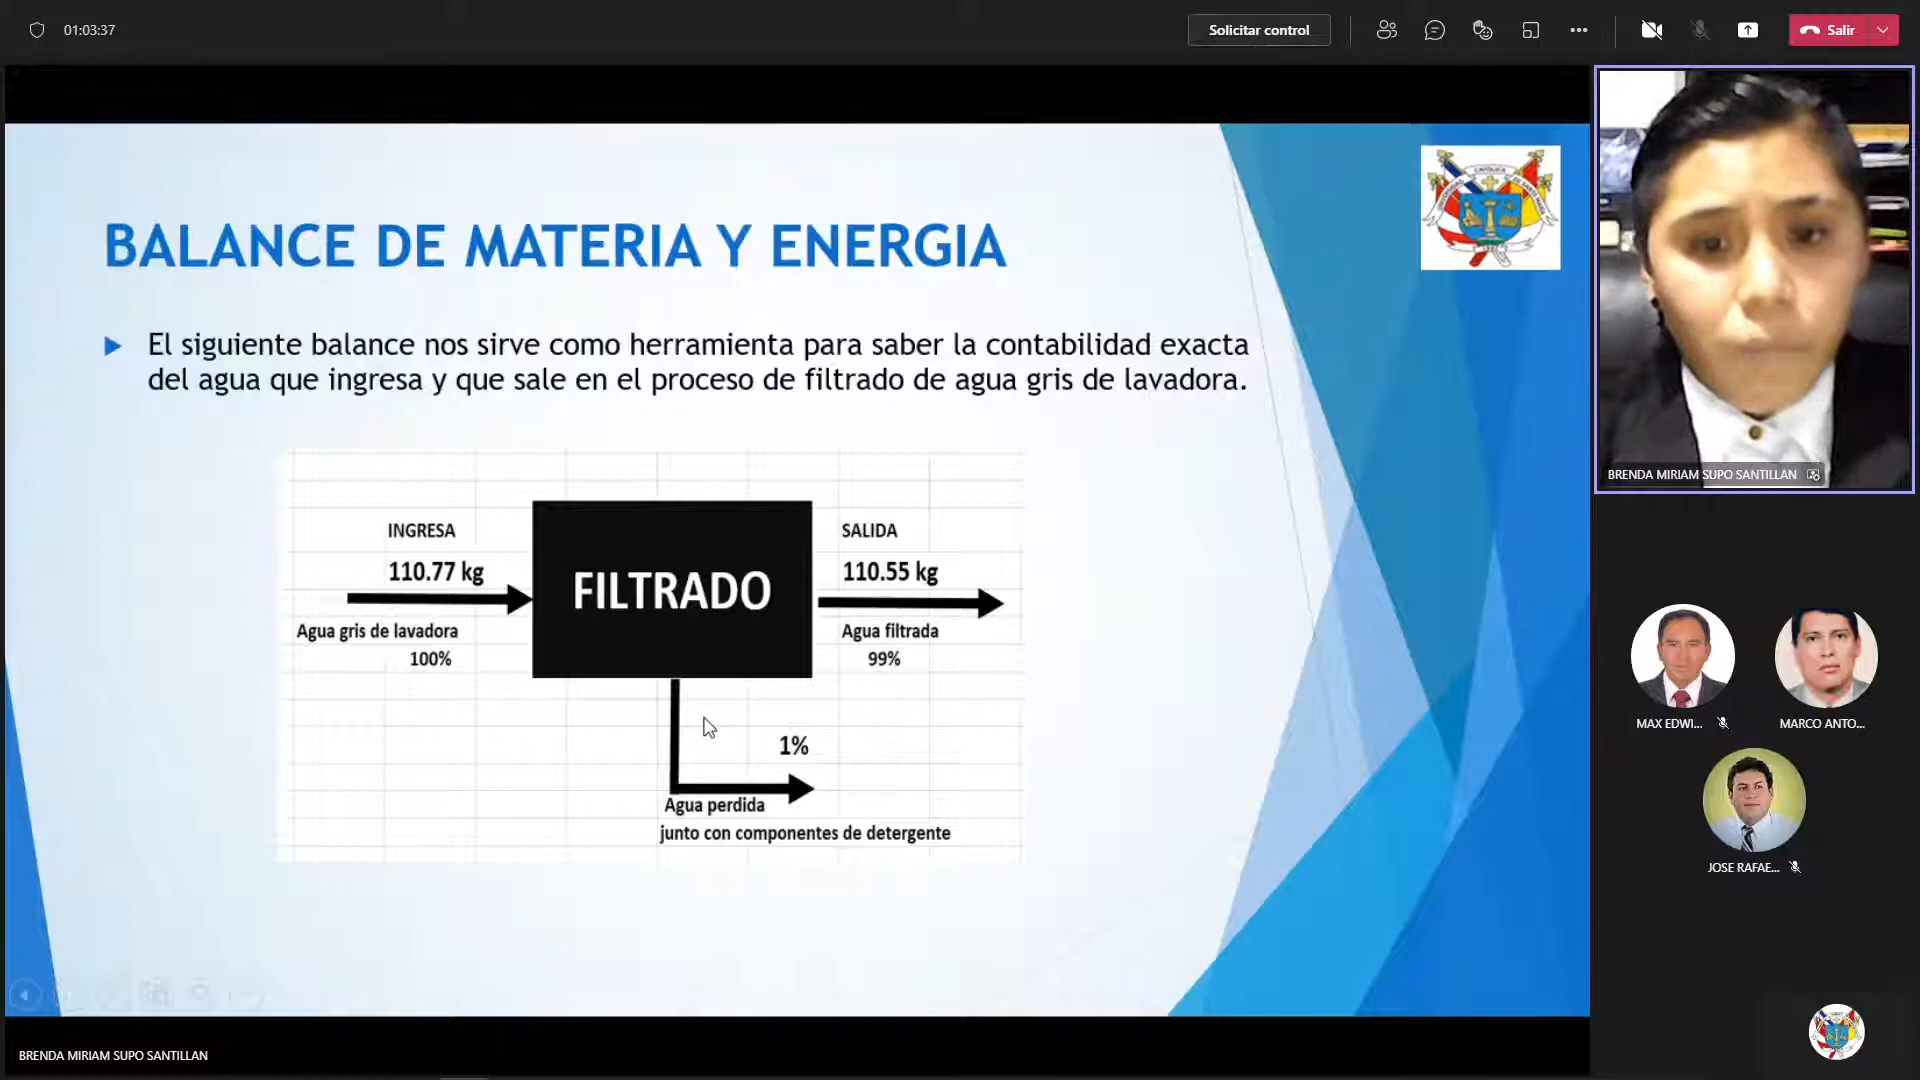 01:03:37
Solicitar control
Salir
BALANCE DE MATERIA Y ENERGIA
El siguiente balance nos sirve como herramienta para saber la contabilidad exacta
del agua que ingresa y que sale en el proceso de filtrado de agua gris de lavadora.
INGRESA
110.77 kg
Agua gris de lavadora
100%
FILTRADO
SALIDA
110.55 kg
Agua filtrada
99%
1%
Agua perdida
junto con componentes de detergente
BRENDA MIRIAM SUPO SANTILLAN
MAX EDWI...
MARCO ANTO...
JOSE RAFAE...
BRENDA MIRIAM SUPO SANTILLAN